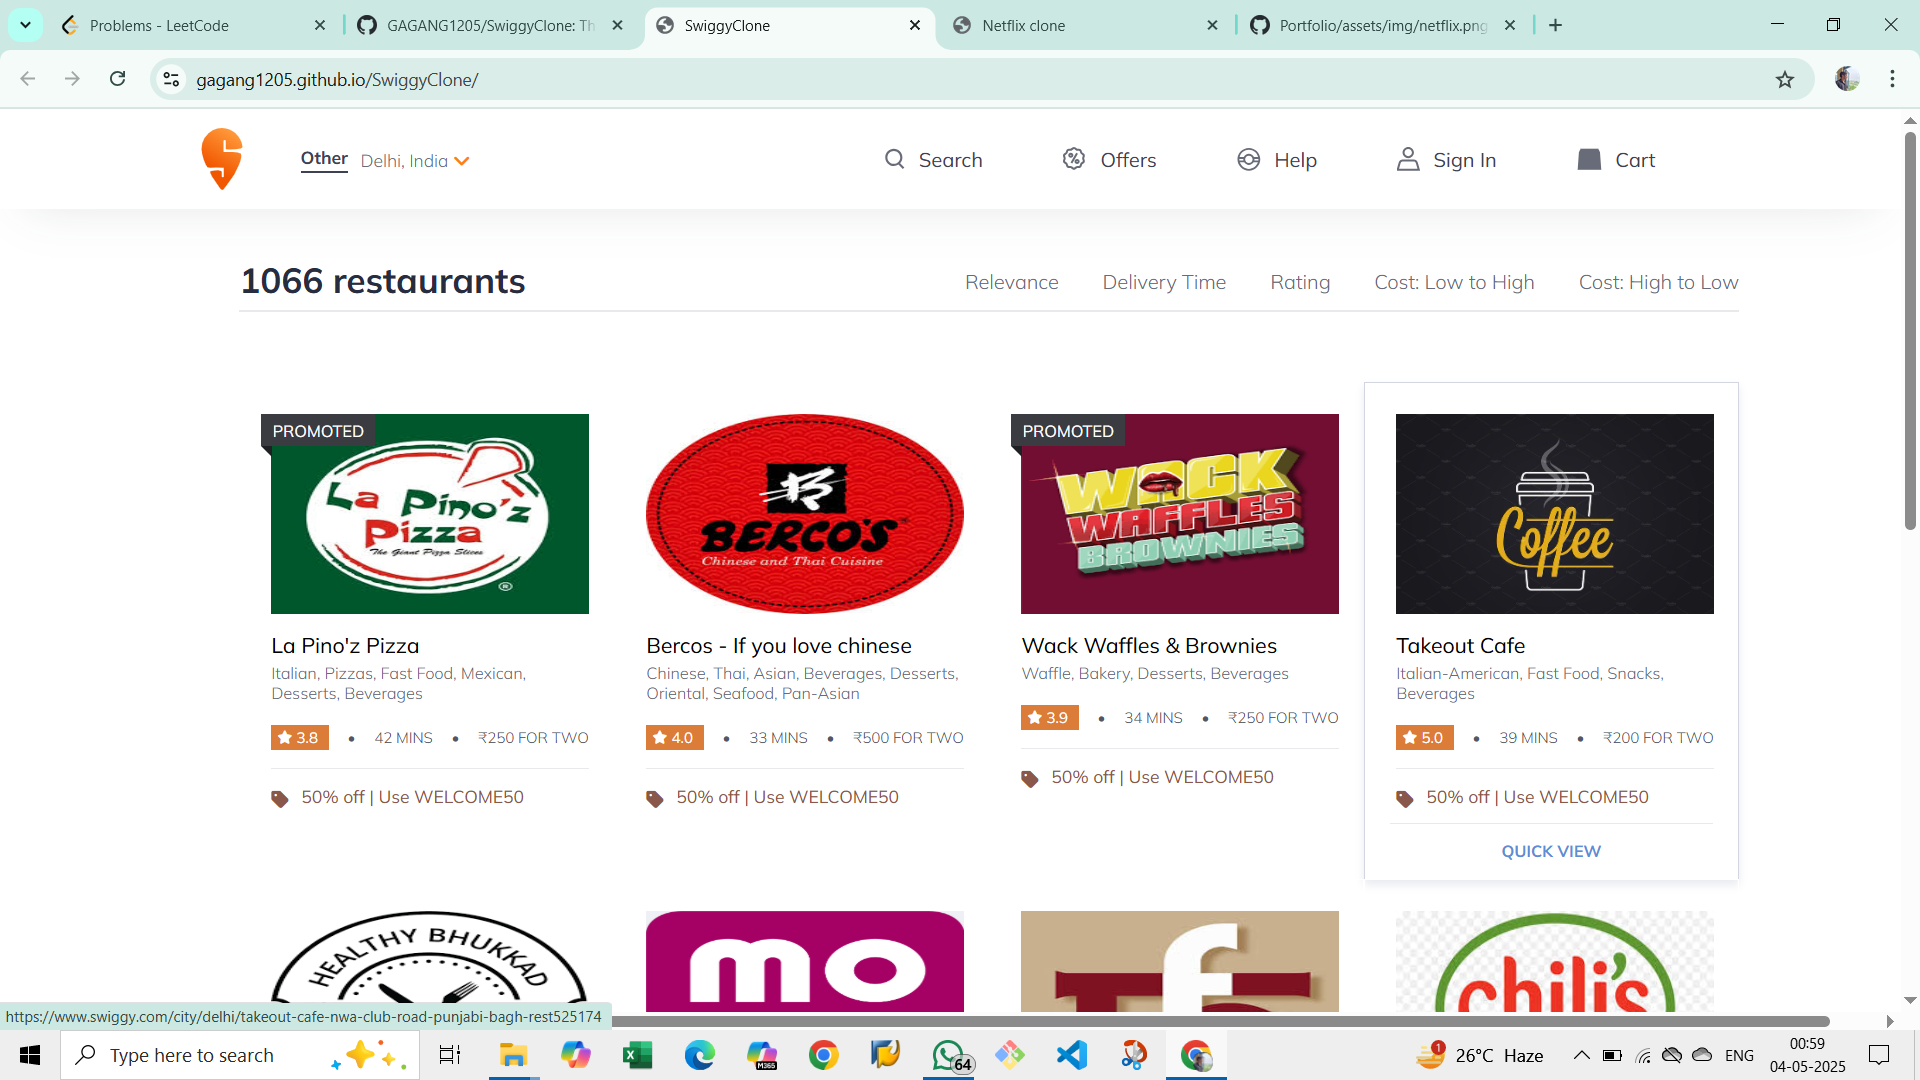 Problems - LeetCode
GAGANG1205/SwiggyClone: Th
SwiggyClone
Netflix clone
Portfolio/assets/img/netflix.png
gagang1205.github.io/SwiggyClone/
Other Delhi, India
Search
Offers
Help
Sign In
Cart
1066 restaurants
Relevance
Delivery Time
Rating
Cost: Low to High
Cost: High to Low
PROMOTED
La Pino'z
Pizza
The Giant Pizza Slices
®
BERCO'S
Chinese and Thai Cuisine
PROMOTED
WACK
WAFFLES
BROWNIES
Coffee
La Pino'z Pizza
Italian, Pizzas, Fast Food, Mexican,
Desserts, Beverages
3.8 • 42 MINS • ₹250 FOR TWO
50% off | Use WELCOME50
Bercos - If you love chinese
Chinese, Thai, Asian, Beverages, Desserts,
Oriental, Seafood, Pan-Asian
4.0 • 33 MINS • ₹500 FOR TWO
50% off | Use WELCOME50
Wack Waffles & Brownies
Waffle, Bakery, Desserts, Beverages
3.9 • 34 MINS • ₹250 FOR TWO
50% off | Use WELCOME50
Takeout Cafe
Italian-American, Fast Food, Snacks,
Beverages
5.0 • 39 MINS • ₹200 FOR TWO
50% off | Use WELCOME50
QUICK VIEW
HEALTHY BHUKKAD
mo
f
chili's
https://www.swiggy.com/city/delhi/takeout-cafe-nwa-club-road-punjabi-bagh-rest525174
Type here to search
M365
64
1
26°C Haze
ENG
00:59
04-05-2025